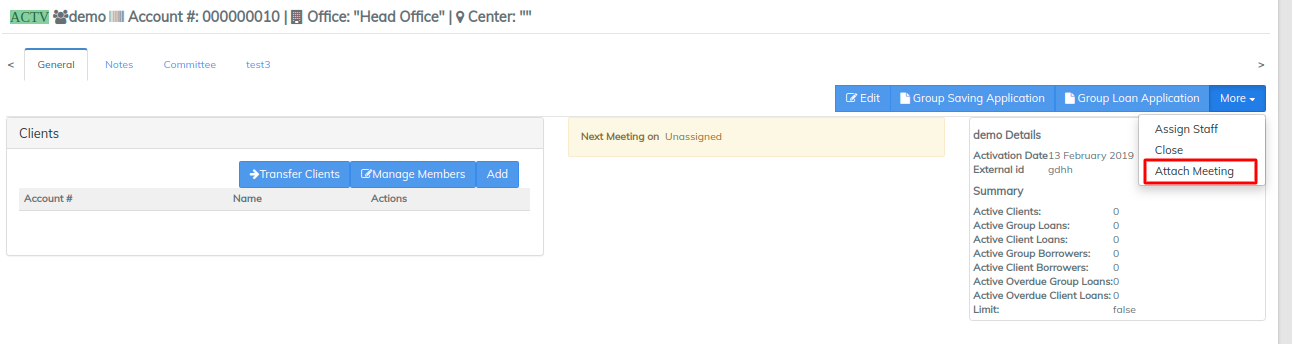 ACTV demo Account #: 000000010 | Office: "Head Office" | Center: ""
< General Notes Committee test3 >
Edit Group Saving Application Group Loan Application More
Clients
Transfer Clients Manage Members Add
Account # Name Actions
Next Meeting on Unassigned
demo Details
Activation Date 13 February 2019
External id gdhh
Summary
Active Clients: 0
Active Group Loans: 0
Active Client Loans: 0
Active Group Borrowers: 0
Active Client Borrowers: 0
Active Overdue Group Loans: 0
Active Overdue Client Loans: 0
Limit: false
Assign Staff
Close
Attach Meeting